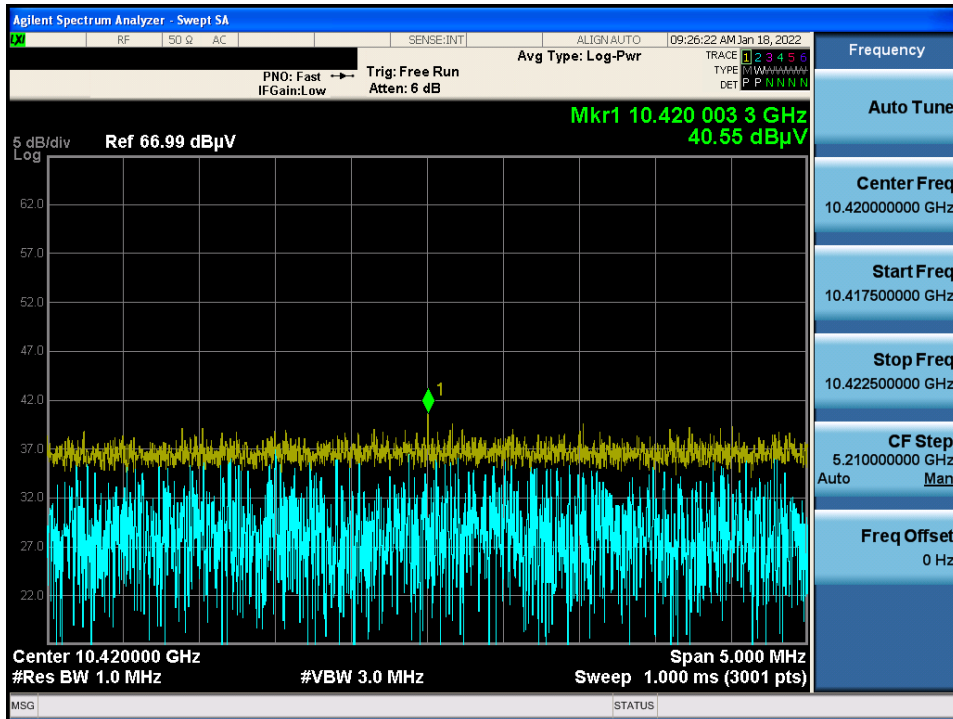 Agilent Spectrum Analyzer - Swept SA
LXI RF 50 Ω AC SENSE:INT ALIGN AUTO 09:26:22 AM Jan 18, 2022
Frequency
Avg Type: Log-Pwr
TRACE 1 2 3 4 5 6
PNO: Fast Trig: Free Run
TYPE M W W W W W
IFGain:Low Atten: 6 dB
DET P P N N N N
Auto Tune
Mkr1 10.420 003 3 GHz
40.55 dBµV
5 dB/div Ref 66.99 dBµV
Log
Center Freq
10.420000000 GHz
62.0
57.0
Start Freq
10.417500000 GHz
52.0
47.0
Stop Freq
10.422500000 GHz
1
42.0
37.0
CF Step
5.210000000 GHz
Auto Man
32.0
27.0
Freq Offset
0 Hz
22.0
Center 10.420000 GHz Span 5.000 MHz
#Res BW 1.0 MHz #VBW 3.0 MHz Sweep 1.000 ms (3001 pts)
MSG STATUS